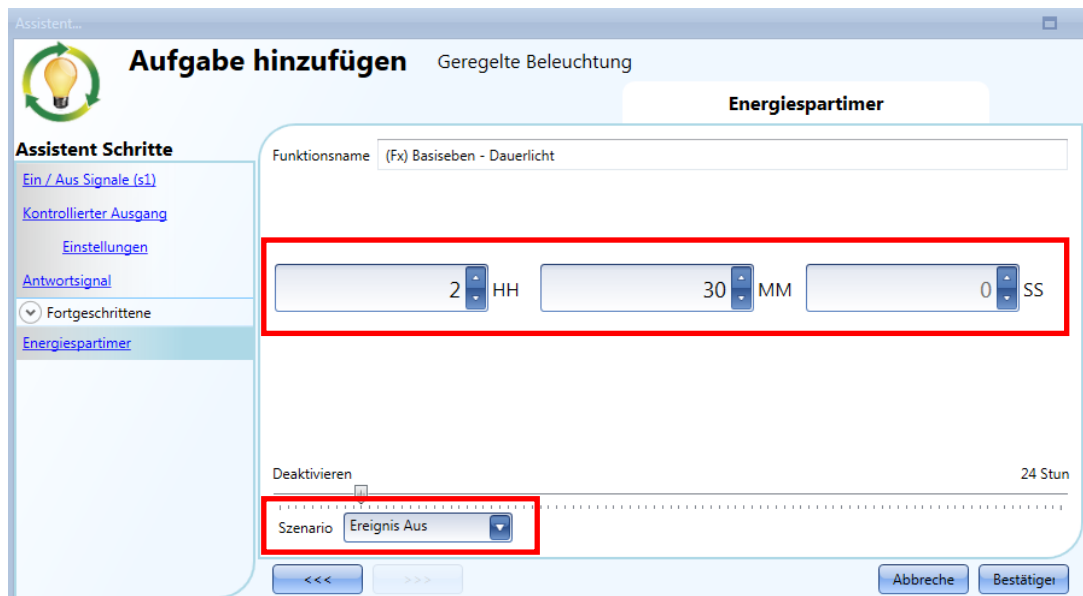 Assistent...
Aufgabe hinzufügen Geregelte Beleuchtung
Energiespartimer
Assistent Schritte
Ein / Aus Signale (s1)
Kontrollierter Ausgang
Einstellungen
Antwortsignal
Fortgeschrittene
Energiespartimer
Funktionsname (Fx) Basiseben - Dauerlicht
2 HH 30 MM 0 SS
Deaktivieren 24 Stun
Szenario Ereignis Aus
<<< >>> Abbreche Bestätiger